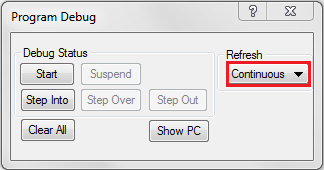 Program Debug
?
Debug Status
Refresh
Start
Suspend
Continuous
Step Into
Step Over
Step Out
Clear All
Show PC